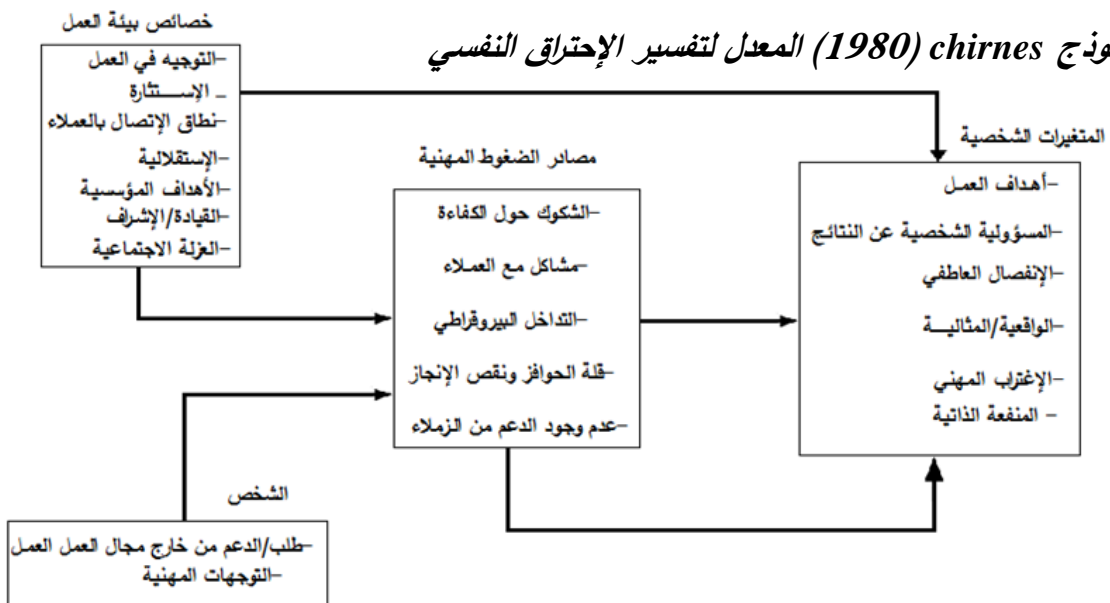 وذج chirnes (1980) المعدل لتفسير الإحتراق النفسي
خصائص بيئة العمل
-التوجيه في العمل
- الإســـتثارة
-نطاق الإتصال بالعملاء
-الإستقلالية
-الأهداف المؤسسية
-القيادة/الإشراف
-العزلة الاجتماعية
مصادر الضغوط المهنية
-الشكوك حول الكفاءة
-مشاكل مع العملاء
-التداخل البيروقراطي
-قلة الحوافز ونقص الإنجاز
-عدم وجود الدعم من الزملاء
المتغيرات الشخصية
-أهداف العمل
-المسؤولية الشخصية عن النتائج
-الإنفصال العاطفي
-الواقعية/المثاليـــة
-الإغتراب المهني
- المنفعة الذاتية
الشخص
-طلب/الدعم من خارج مجال العمل العمل
-التوجهات المهنية